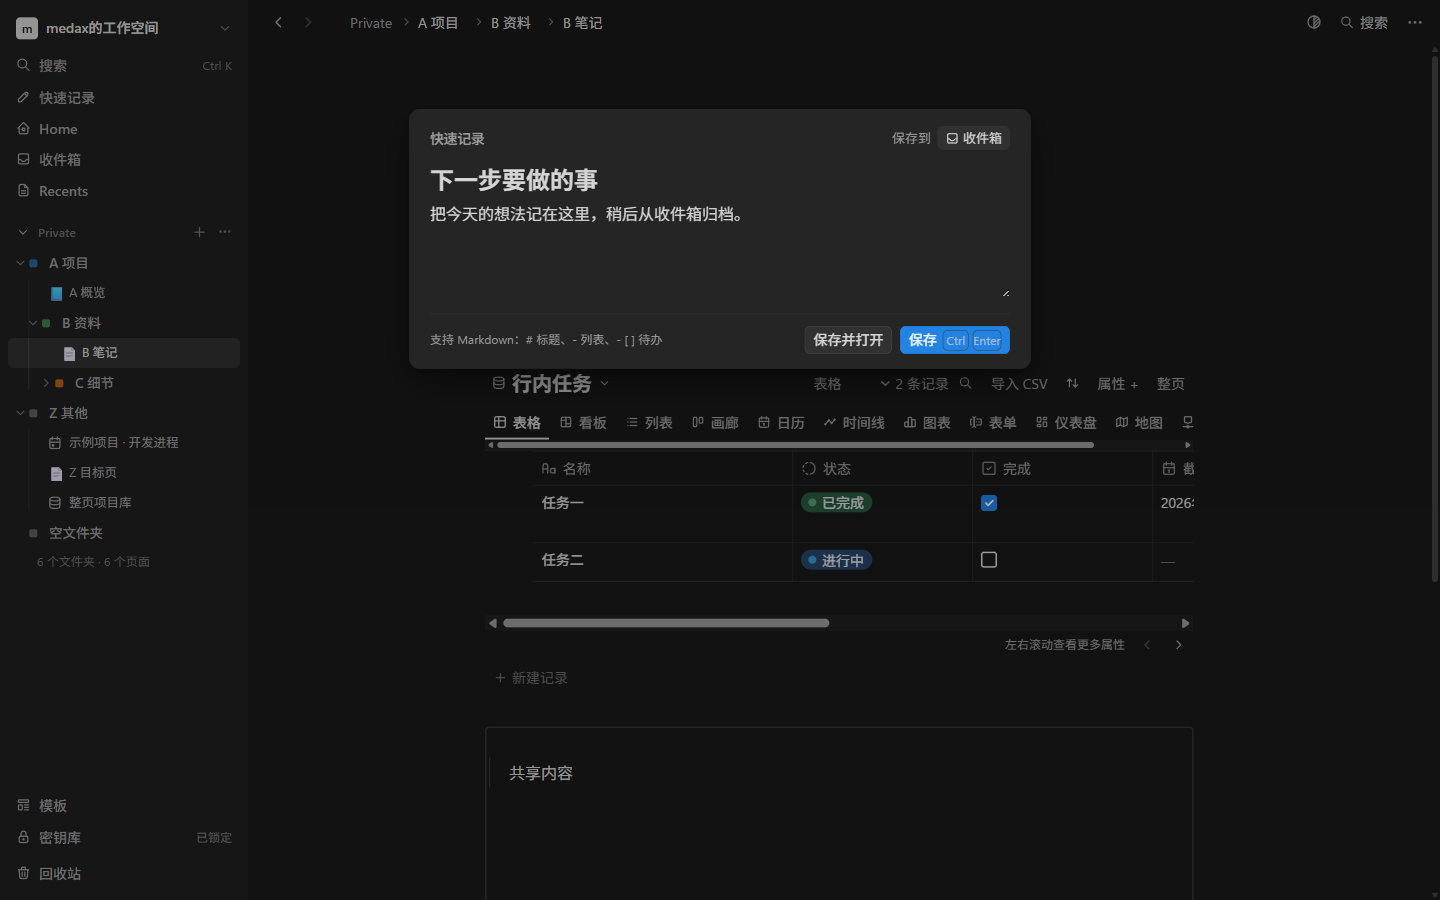 m medax的工作空间
搜索 Ctrl K
快速记录
Home
收件箱
Recents
Private
A 项目
A 概览
B 资料
B 笔记
C 细节
Z 其他
示例项目 · 开发进程
Z 目标页
整页项目库
空文件夹
6 个文件夹 · 6 个页面
模板
密钥库 已锁定
回收站
Private A 项目 B 资料 B 笔记
搜索
快速记录 保存到 收件箱
下一步要做的事
把今天的想法记在这里，稍后从收件箱归档。
支持 Markdown：# 标题、- 列表、- [ ] 待办 保存并打开 保存 Ctrl Enter
行内任务 表格 2 条记录 导入 CSV 属性 + 整页
表格 看板 列表 画廊 日历 时间线 图表 表单 仪表盘 地图
Aa 名称 状态 完成 截
任务一 已完成 2026
任务二 进行中 —
左右滚动查看更多属性
+ 新建记录
共享内容